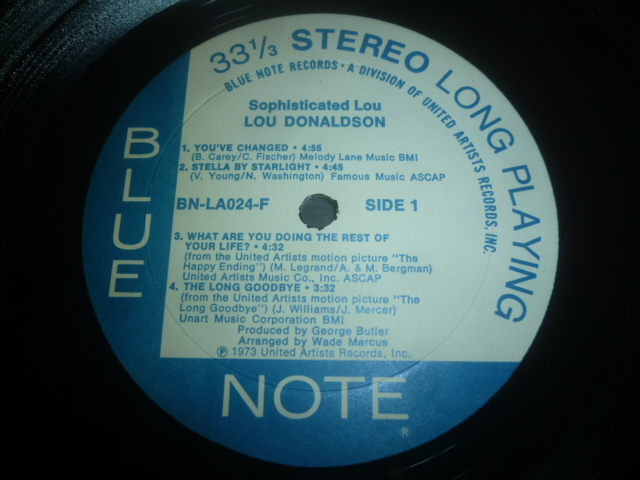 33 1/3 STEREO LONG PLAYING
BLUE NOTE RECORDS • A DIVISION OF UNITED ARTISTS RECORDS, INC.
Sophisticated Lou
LOU DONALDSON
1. YOU'VE CHANGED • 4:55
(B. Carey/C. Fischer) Melody Lane Music BMI
2. STELLA BY STARLIGHT • 4:45
(V. Young/N. Washington) Famous Music ASCAP
BN-LA024-F SIDE 1
3. WHAT ARE YOU DOING THE REST OF
YOUR LIFE? • 4:32
(from the United Artists motion picture "The
Happy Ending") (M. Legrand/A. & M. Bergman)
United Artists Music Co., Inc. ASCAP
4. THE LONG GOODBYE • 3:32
(from the United Artists motion picture "The
Long Goodbye") (J. Williams/J. Mercer)
Unart Music Corporation BMI
Produced by George Butler
Arranged by Wade Marcus
℗ 1973 United Artists Records, Inc.
BLUE
NOTE ®